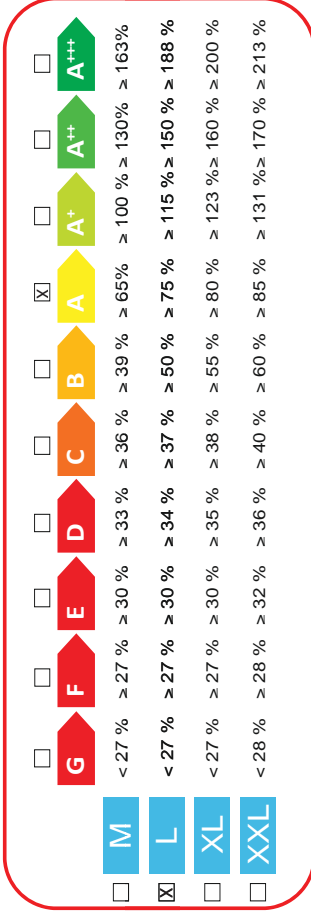 ☐ ☐ ☐ ☐ ☐ ☐ ☒ ☐ ☐ ☐
G F E D C B A A+ A++ A+++
☐ M < 27 % ≥ 27 % ≥ 30 % ≥ 33 % ≥ 36 % ≥ 39 % ≥ 65% ≥ 100 % ≥ 130% ≥ 163%
☒ L < 27 % ≥ 27 % ≥ 30 % ≥ 34 % ≥ 37 % ≥ 50 % ≥ 75 % ≥ 115 % ≥ 150 % ≥ 188 %
☐ XL < 27 % ≥ 27 % ≥ 30 % ≥ 35 % ≥ 38 % ≥ 55 % ≥ 80 % ≥ 123 % ≥ 160 % ≥ 200 %
☐ XXL < 28 % ≥ 28 % ≥ 32 % ≥ 36 % ≥ 40 % ≥ 60 % ≥ 85 % ≥ 131 % ≥ 170 % ≥ 213 %